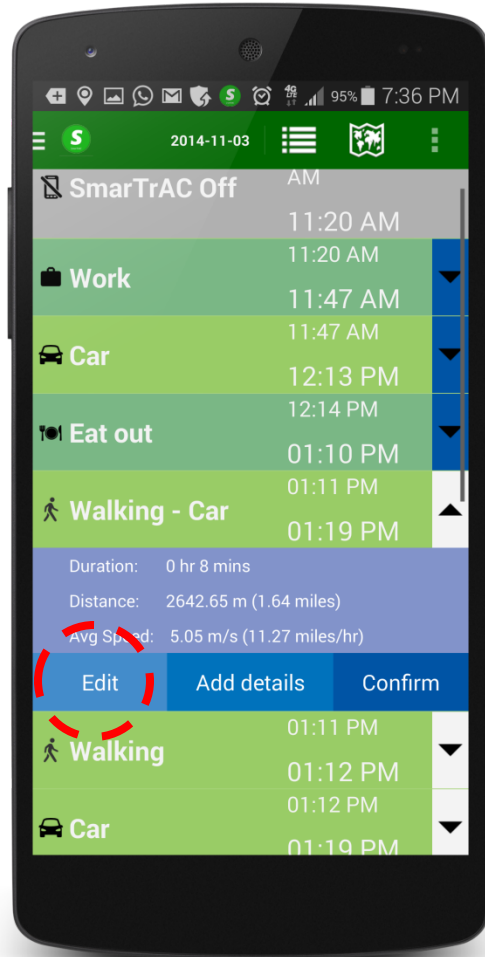 4G LTE 95% 7:36 PM
S 2014-11-03
SmarTrAC Off AM
11:20 AM
Work 11:20 AM
11:47 AM
Car 11:47 AM
12:13 PM
Eat out 12:14 PM
01:10 PM
Walking - Car 01:11 PM
01:19 PM
Duration: 0 hr 8 mins
Distance: 2642.65 m (1.64 miles)
Avg Speed: 5.05 m/s (11.27 miles/hr)
Edit Add details Confirm
Walking 01:11 PM
01:12 PM
Car 01:12 PM
01:19 PM